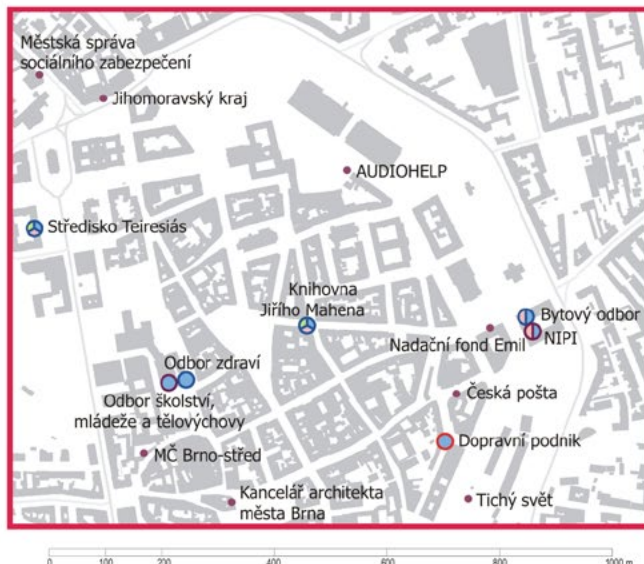 Městská správa
sociálního zabezpečení
Jihomoravský kraj
AUDIOHELP
Středisko Teiresiás
Knihovna
Jiřího Mahena
Bytový odbor
NIPI
Nadační fond Emil
Odbor zdraví
Odbor školství,
mládeže a tělovýchovy
Česká pošta
Dopravní podnik
MČ Brno-střed
Kancelář architekta
města Brna
Tichý svět
0 100 200 400 600 800 1000 m